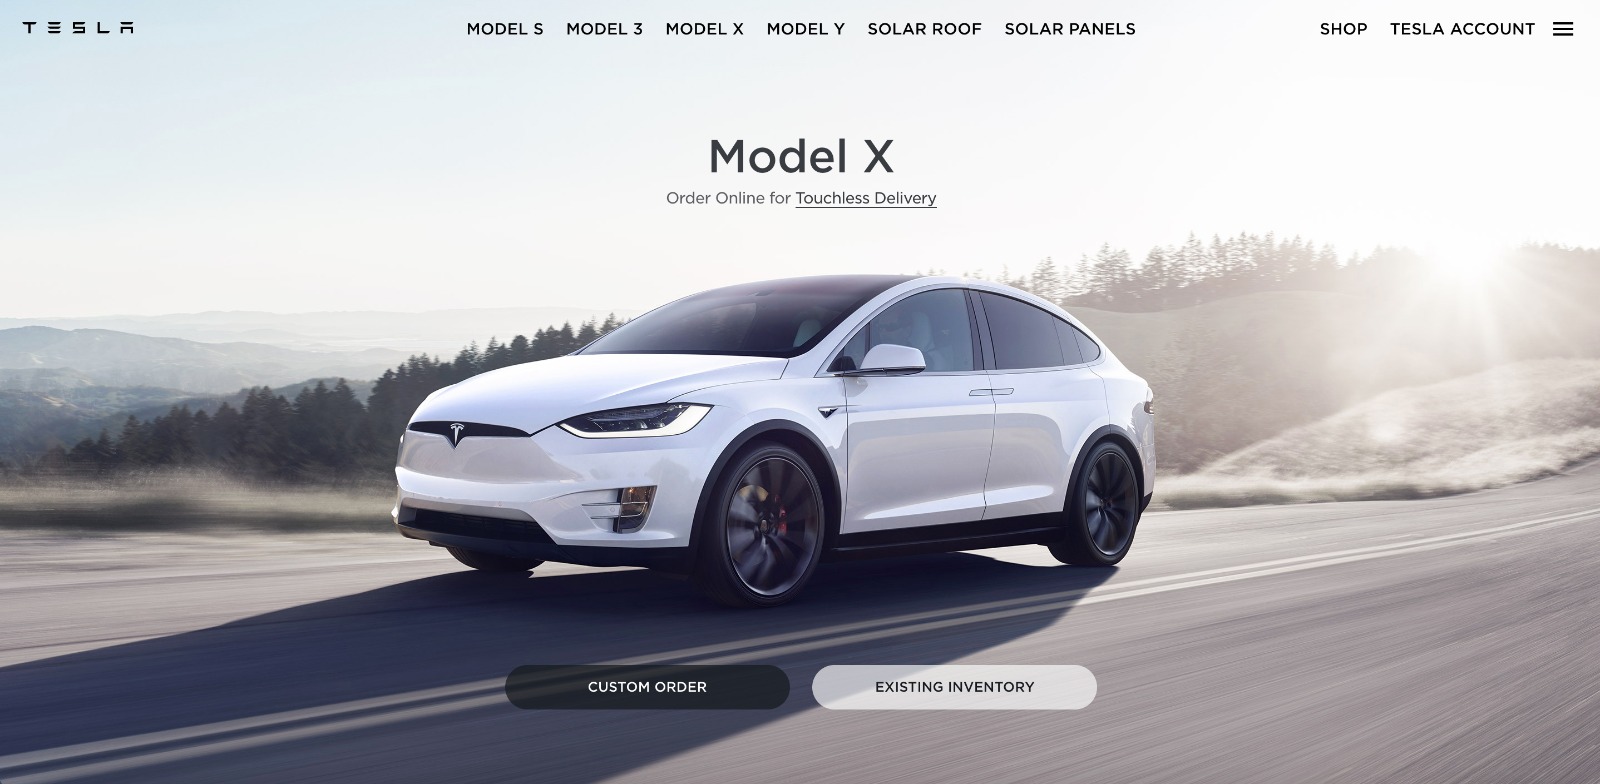 TESLA
MODEL S MODEL 3 MODEL X MODEL Y SOLAR ROOF SOLAR PANELS
SHOP TESLA ACCOUNT
Model X
Order Online for Touchless Delivery
CUSTOM ORDER
EXISTING INVENTORY